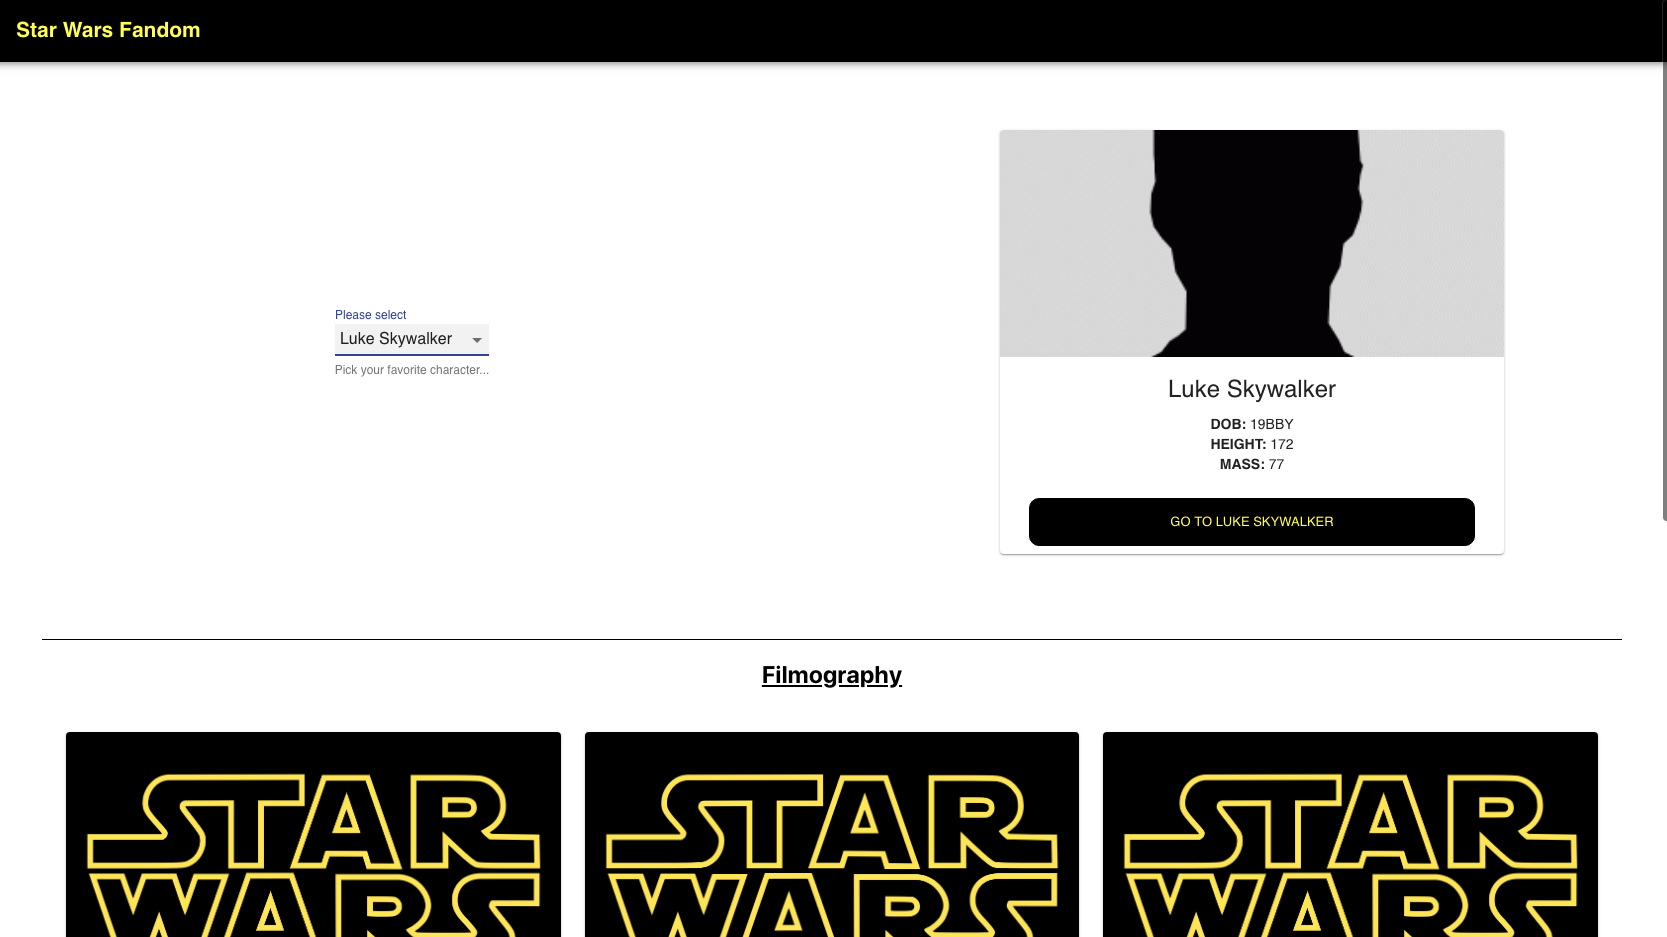 Star Wars Fandom
Please select
Luke Skywalker
Pick your favorite character...
Luke Skywalker
DOB: 19BBY
HEIGHT: 172
MASS: 77
GO TO LUKE SKYWALKER
Filmography
STAR
WARS
STAR
WARS
STAR
WARS